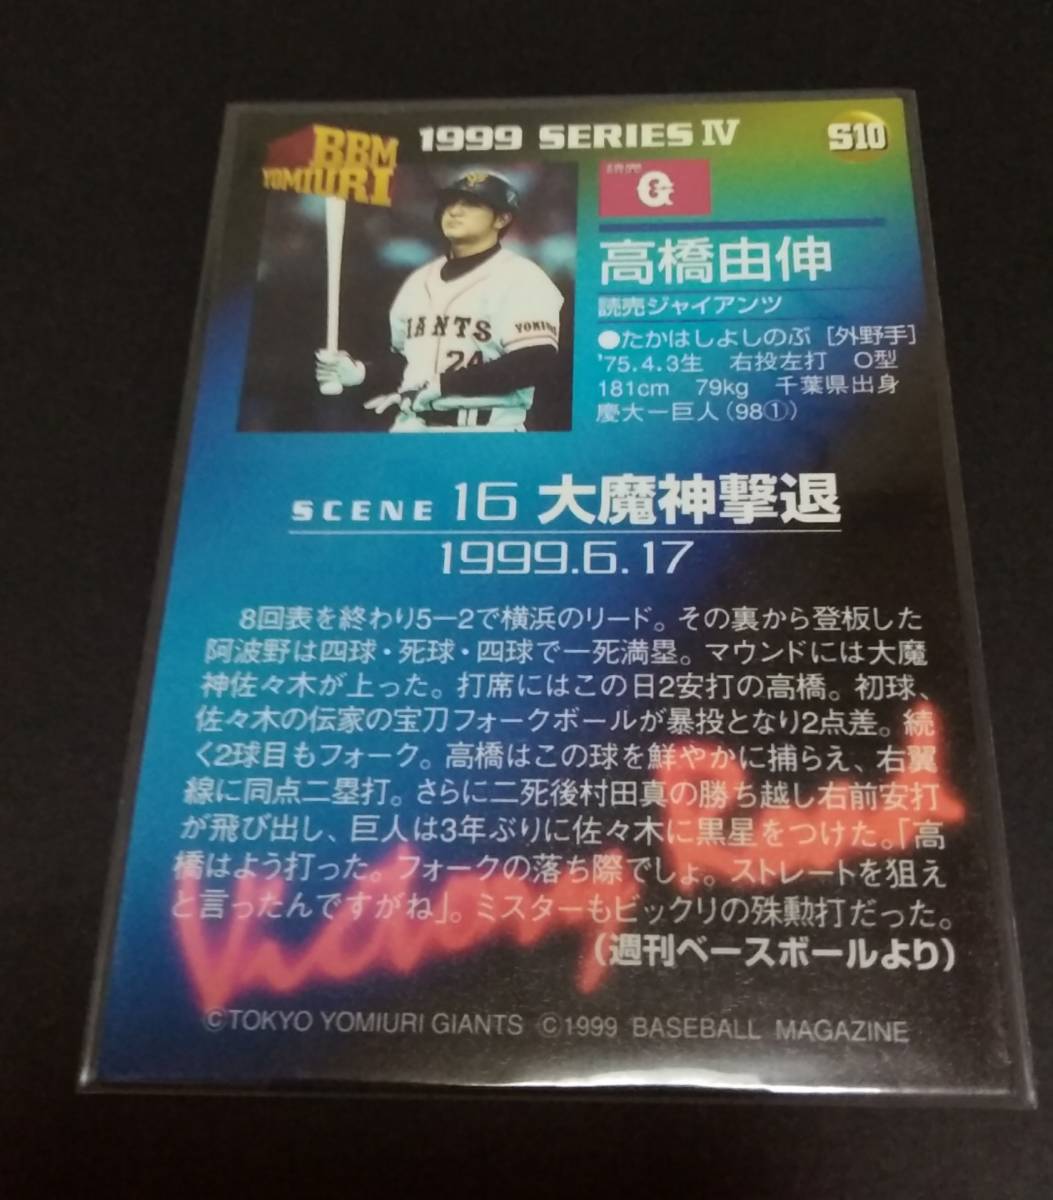 BBM
YOMIURI
1999 SERIES Ⅳ
S10
G
GIANTS
24
高橋由伸
読売ジャイアンツ
●たかはしよしのぶ [外野手]
'75.4.3生 右投左打 O型
181cm 79kg 千葉県出身
慶大―巨人(98①)
SCENE 16 大魔神撃退
1999.6.17
8回表を終わり5―2で横浜のリード。その裏から登板した
阿波野は四球・死球・四球で一死満塁。マウンドには大魔
神佐々木が上った。打席にはこの日2安打の高橋。初球、
佐々木の伝家の宝刀フォークボールが暴投となり2点差。続
く2球目もフォーク。高橋はこの球を鮮やかに捕らえ、右翼
線に同点二塁打。さらに二死後村田真の勝ち越し右前安打
が飛び出し、巨人は3年ぶりに佐々木に黒星をつけた。「高
橋はよう打った。フォークの落ち際でしょ。ストレートを狙え
と言ったんですがね」。ミスターもビックリの殊勲打だった。
(週刊ベースボールより)
Victory Road
©TOKYO YOMIURI GIANTS ©1999 BASEBALL MAGAZINE